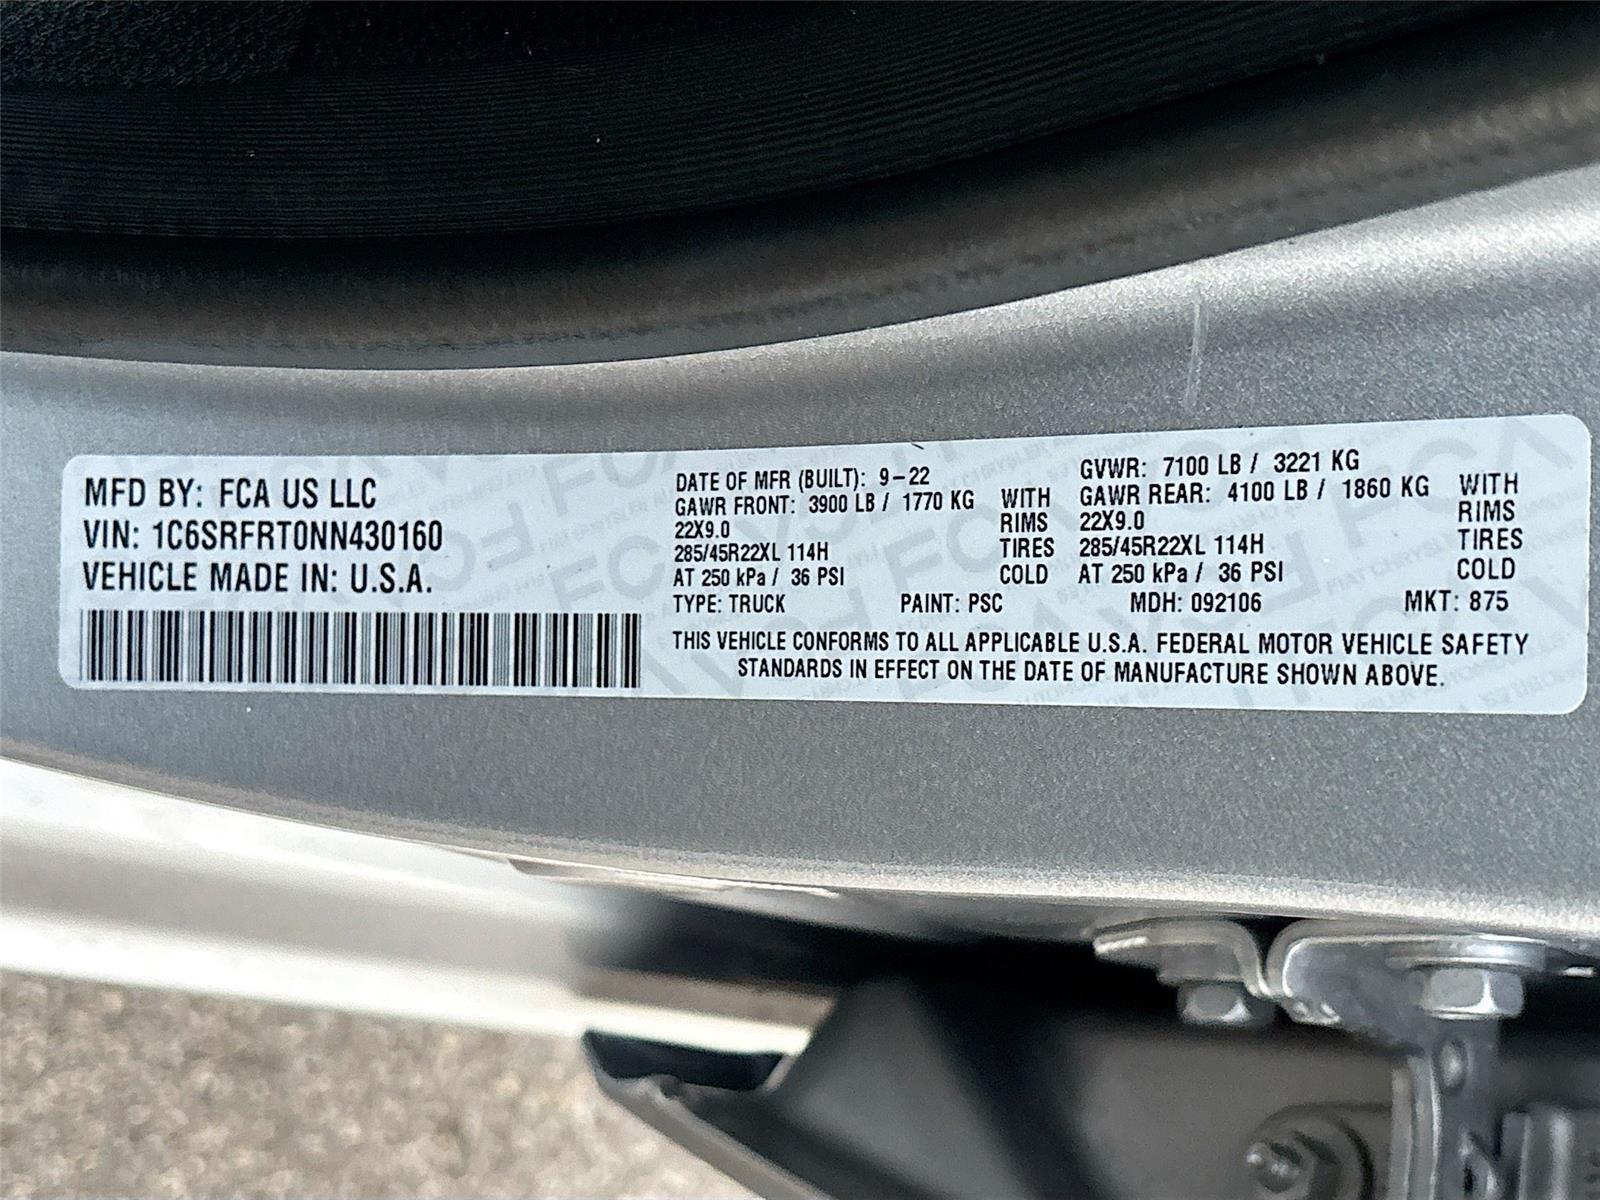 MFD BY: FCA US LLC
VIN: 1C6SRFRT0NN430160
VEHICLE MADE IN: U.S.A.
DATE OF MFR (BUILT): 9-22
GAWR FRONT: 3900 LB / 1770 KG WITH
22X9.0 RIMS
285/45R22XL 114H TIRES
AT 250 kPa / 36 PSI COLD
GVWR: 7100 LB / 3221 KG
GAWR REAR: 4100 LB / 1860 KG WITH
22X9.0 RIMS
285/45R22XL 114H TIRES
AT 250 kPa / 36 PSI COLD
TYPE: TRUCK PAINT: PSC MDH: 092106 MKT: 875
THIS VEHICLE CONFORMS TO ALL APPLICABLE U.S.A. FEDERAL MOTOR VEHICLE SAFETY
STANDARDS IN EFFECT ON THE DATE OF MANUFACTURE SHOWN ABOVE.